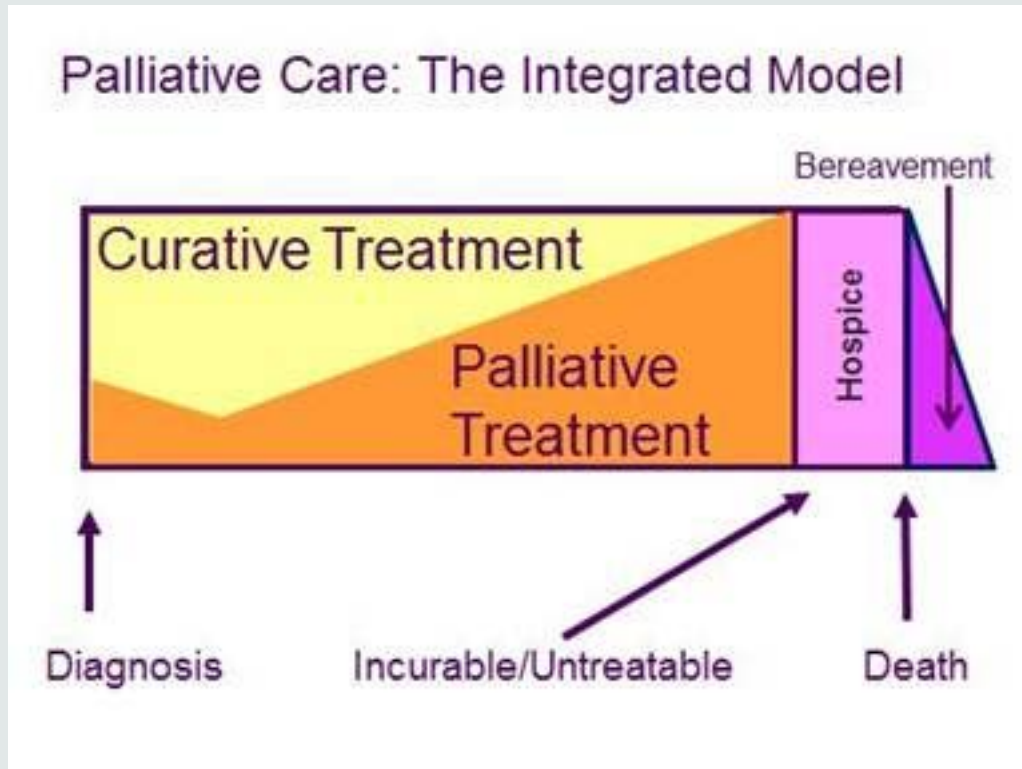 Palliative Care: The Integrated Model
Bereavement
Curative Treatment
Palliative
Treatment
Hospice
Diagnosis
Incurable/Untreatable
Death